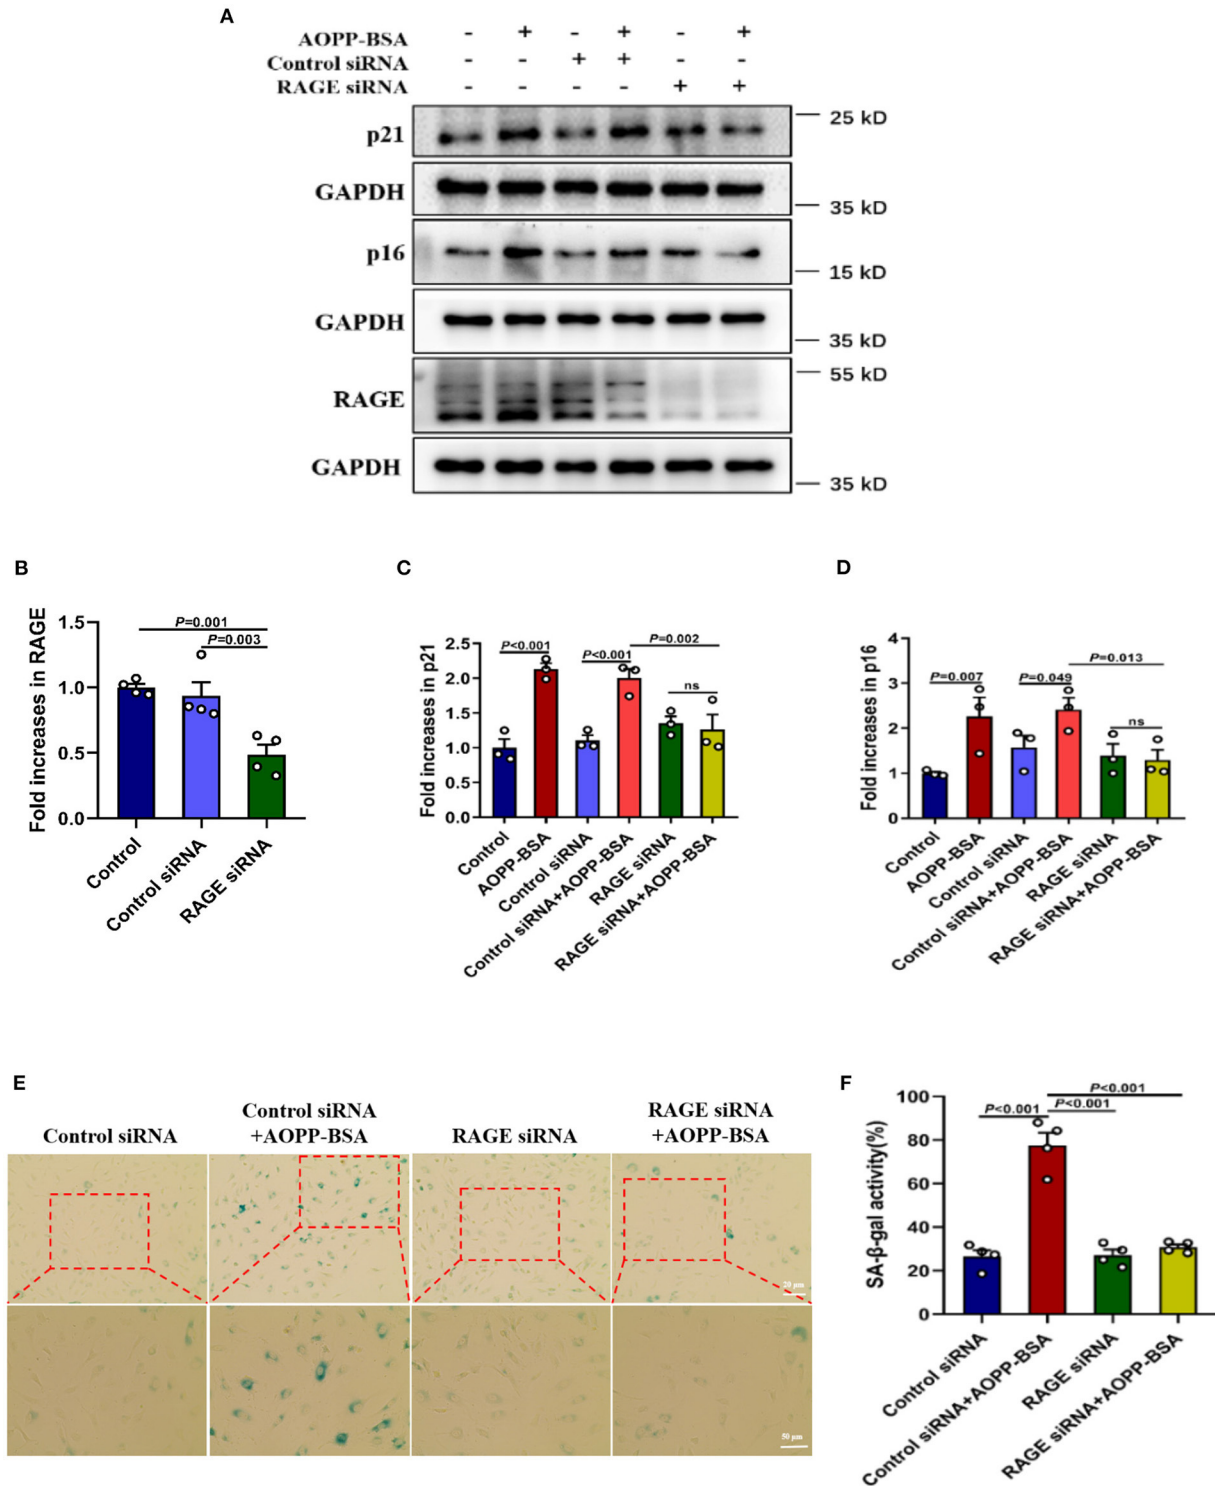 A
AOPP-BSA - + - + - +
Control siRNA - - + + - -
RAGE siRNA - - - - + +
p21
25 kD
GAPDH
35 kD
p16
15 kD
GAPDH
35 kD
RAGE
55 kD
GAPDH
35 kD
B
Fold increases in RAGE
1.5
1.0
0.5
0.0
P=0.001
P=0.003
Control
Control siRNA
RAGE siRNA
C
Fold increases in p21
2.5
2.0
1.5
1.0
0.5
0.0
P<0.001
P<0.001
P=0.002
ns
Control
AOPP-BSA
Control siRNA
Control siRNA+AOPP-BSA
RAGE siRNA
RAGE siRNA+AOPP-BSA
D
Fold increases in p16
4
3
2
1
0
P=0.007
P=0.049
P=0.013
ns
Control
AOPP-BSA
Control siRNA
Control siRNA+AOPP-BSA
RAGE siRNA
RAGE siRNA+AOPP-BSA
E
Control siRNA
Control siRNA
+AOPP-BSA
RAGE siRNA
RAGE siRNA
+AOPP-BSA
20 μm
50 μm
F
SA-β-gal activity(%)
100
80
60
40
20
0
P<0.001
P<0.001
P<0.001
Control siRNA
Control siRNA+AOPP-BSA
RAGE siRNA
RAGE siRNA+AOPP-BSA